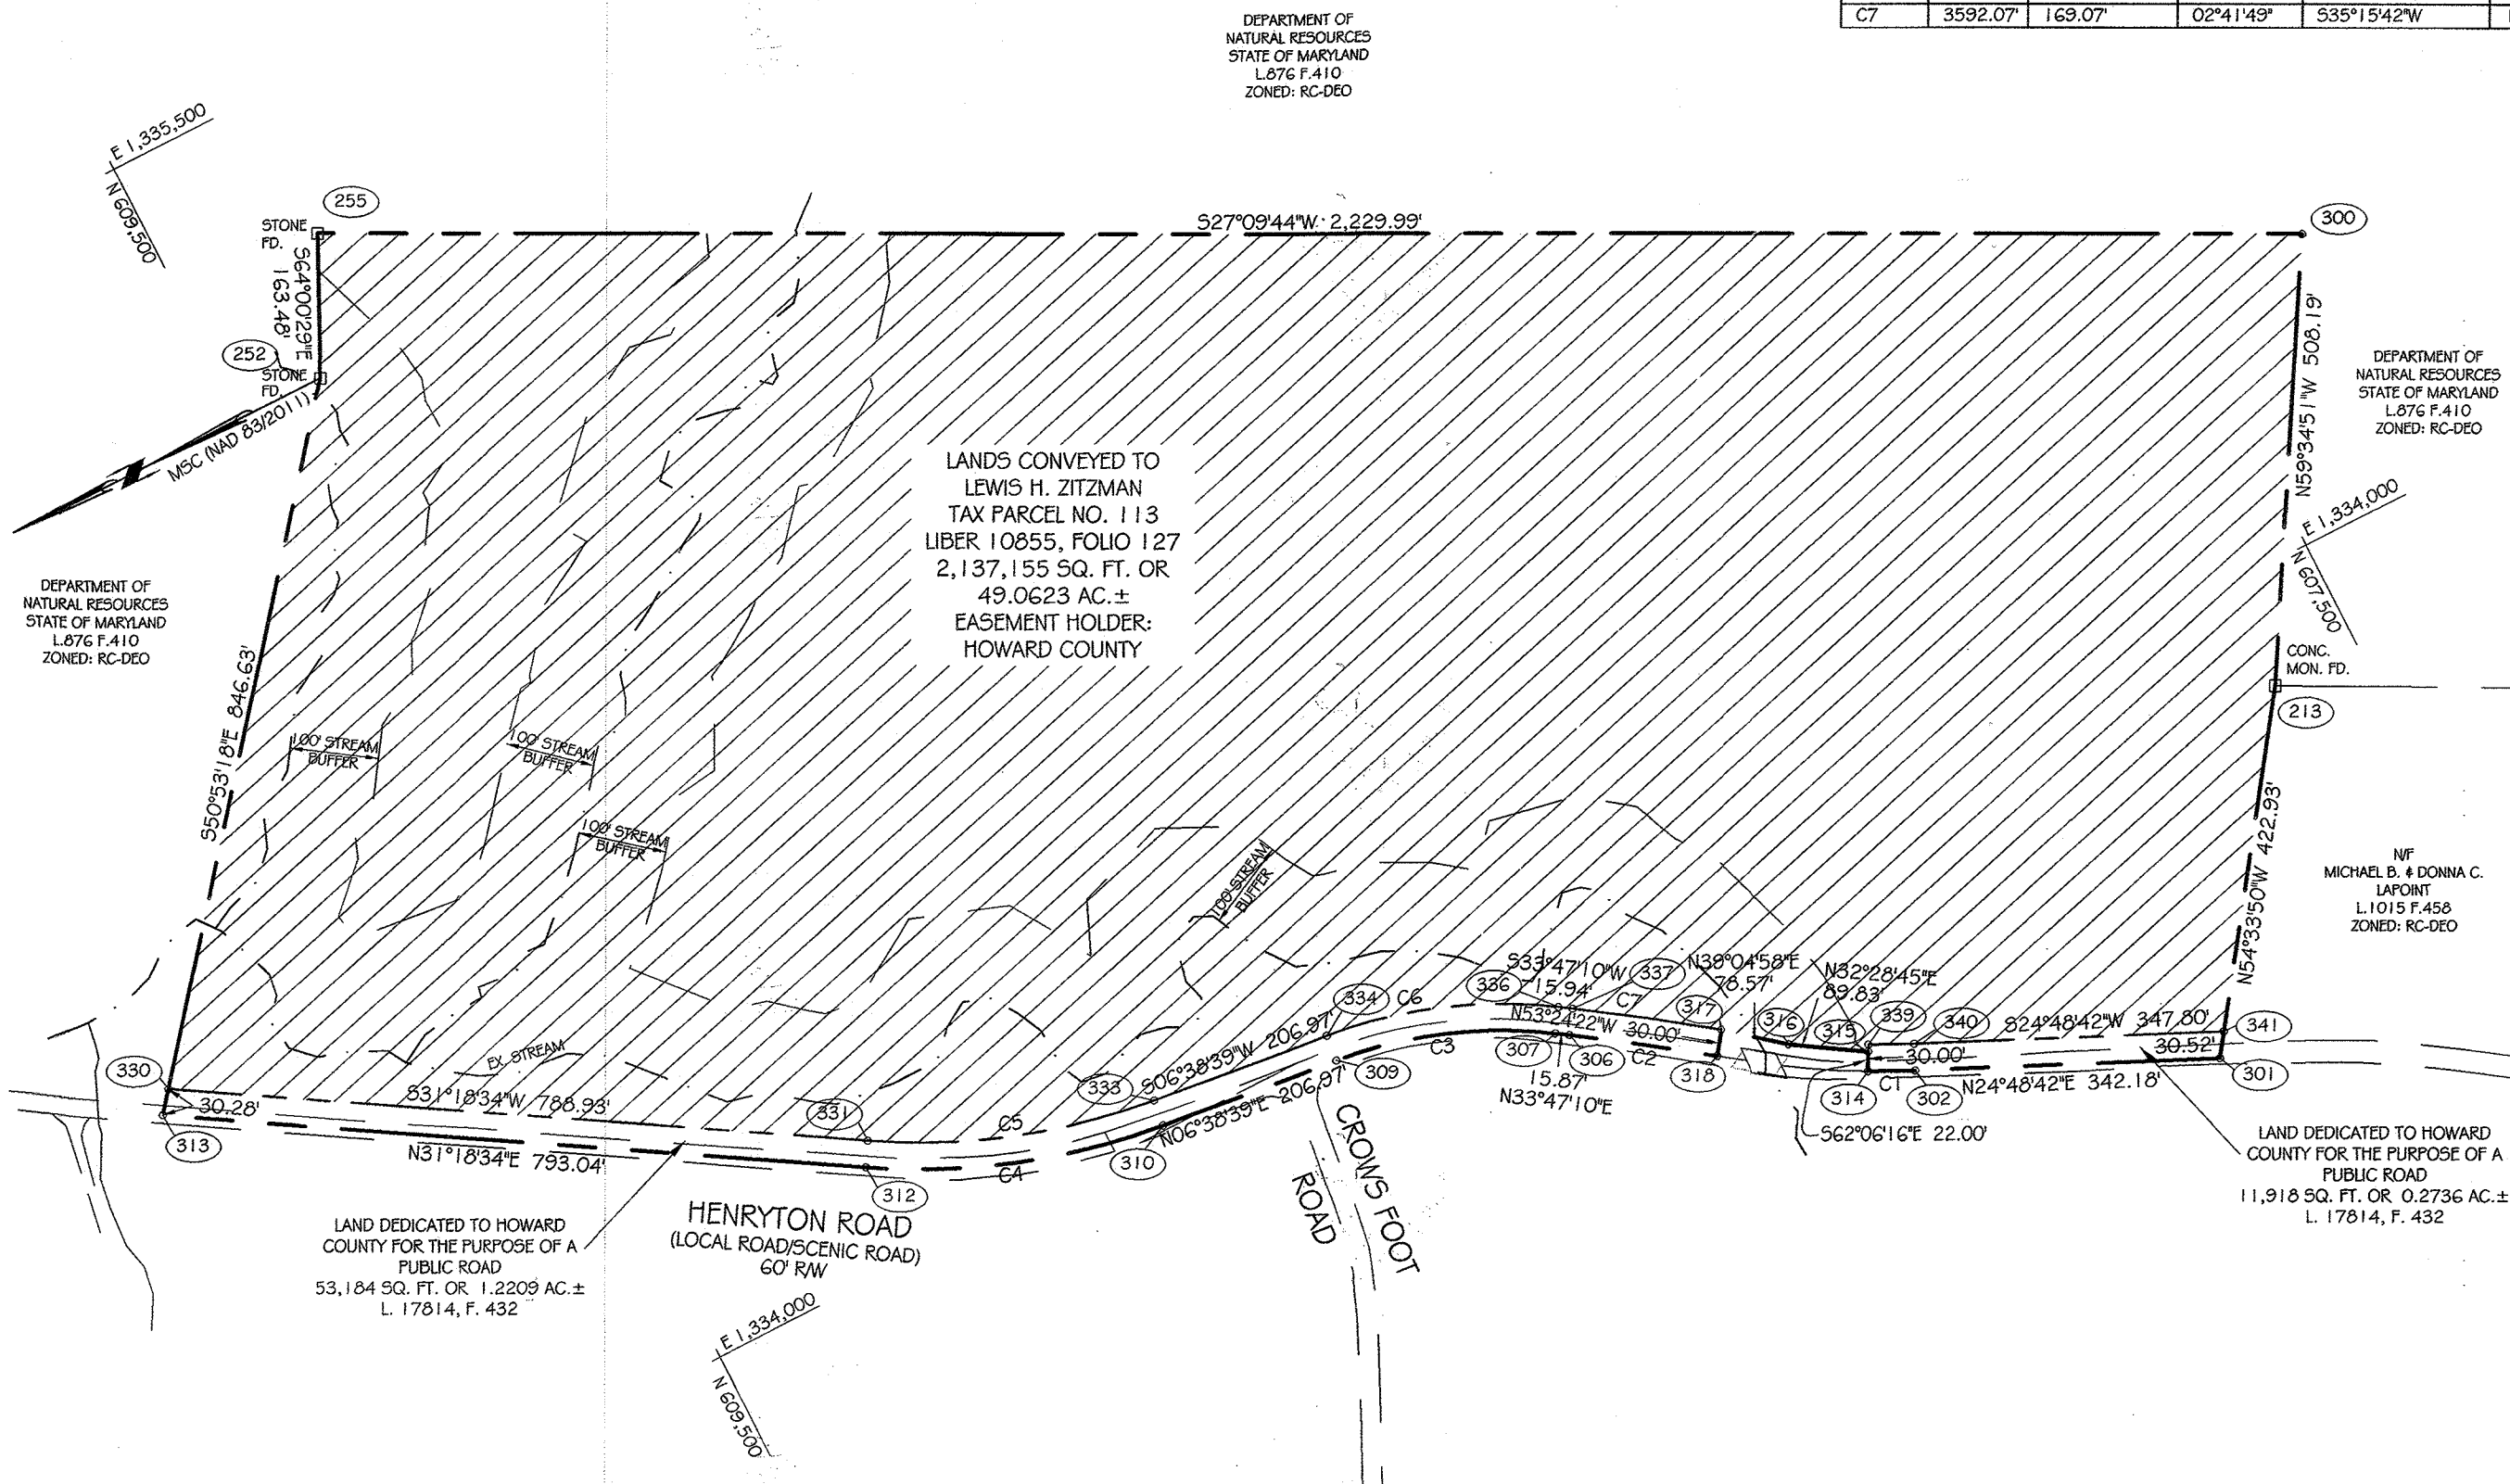 C7 3592.07' 169.07' 02°41'49" S35°15'42"W
DEPARTMENT OF
NATURAL RESOURCES
STATE OF MARYLAND
L.876 F.410
ZONED: RC-DEO
E 1,335,500
N 609,500
255
STONE
FD.
S64°00'29"E
163.48'
252
STONE
FD.
MSC (NAD 83/2011)
S27°09'44"W 2,229.99'
300
N59°34'51"W 508.19'
DEPARTMENT OF
NATURAL RESOURCES
STATE OF MARYLAND
L.876 F.410
ZONED: RC-DEO
E 1,334,000
N 607,500
LANDS CONVEYED TO
LEWIS H. ZITZMAN
TAX PARCEL NO. 113
LIBER 10855, FOLIO 127
2,137,155 SQ. FT. OR
49.0623 AC.±
EASEMENT HOLDER:
HOWARD COUNTY
DEPARTMENT OF
NATURAL RESOURCES
STATE OF MARYLAND
L.876 F.410
ZONED: RC-DEO
CONC.
MON. FD.
213
S50°53'18"E 846.63'
100' STREAM
BUFFER
100' STREAM
BUFFER
100' STREAM
BUFFER
100' STREAM
BUFFER
N54°33'50"W 422.93'
N/F
MICHAEL B. & DONNA C.
LAPOINT
L.1015 F.458
ZONED: RC-DEO
S33°47'10"W
15.94'
336
337
N39°04'58"E
78.57'
N32°28'45"E
89.83'
334
C6
C7
317
316
315
339
340
S24°48'42"W 347.80'
341
N53°24'22"W 30.00'
30.00'
30.52'
307
306
C2
C3
318
314
C1
302
N24°48'42"E 342.18'
301
15.87'
N33°47'10"E
S62°06'16"E 22.00'
EX. STREAM
330
30.28'
313
S31°18'34"W 788.93'
331
333
S06°38'39"W 206.97'
309
C5
N06°38'39"E 206.97'
310
C4
N31°18'34"E 793.04'
312
CROWS FOOT
ROAD
HENRYTON ROAD
(LOCAL ROAD/SCENIC ROAD)
60' R/W
LAND DEDICATED TO HOWARD
COUNTY FOR THE PURPOSE OF A
PUBLIC ROAD
53,184 SQ. FT. OR 1.2209 AC.±
L. 17814, F. 432
LAND DEDICATED TO HOWARD
COUNTY FOR THE PURPOSE OF A
PUBLIC ROAD
11,918 SQ. FT. OR 0.2736 AC.±
L. 17814, F. 432
E 1,334,000
N 609,500